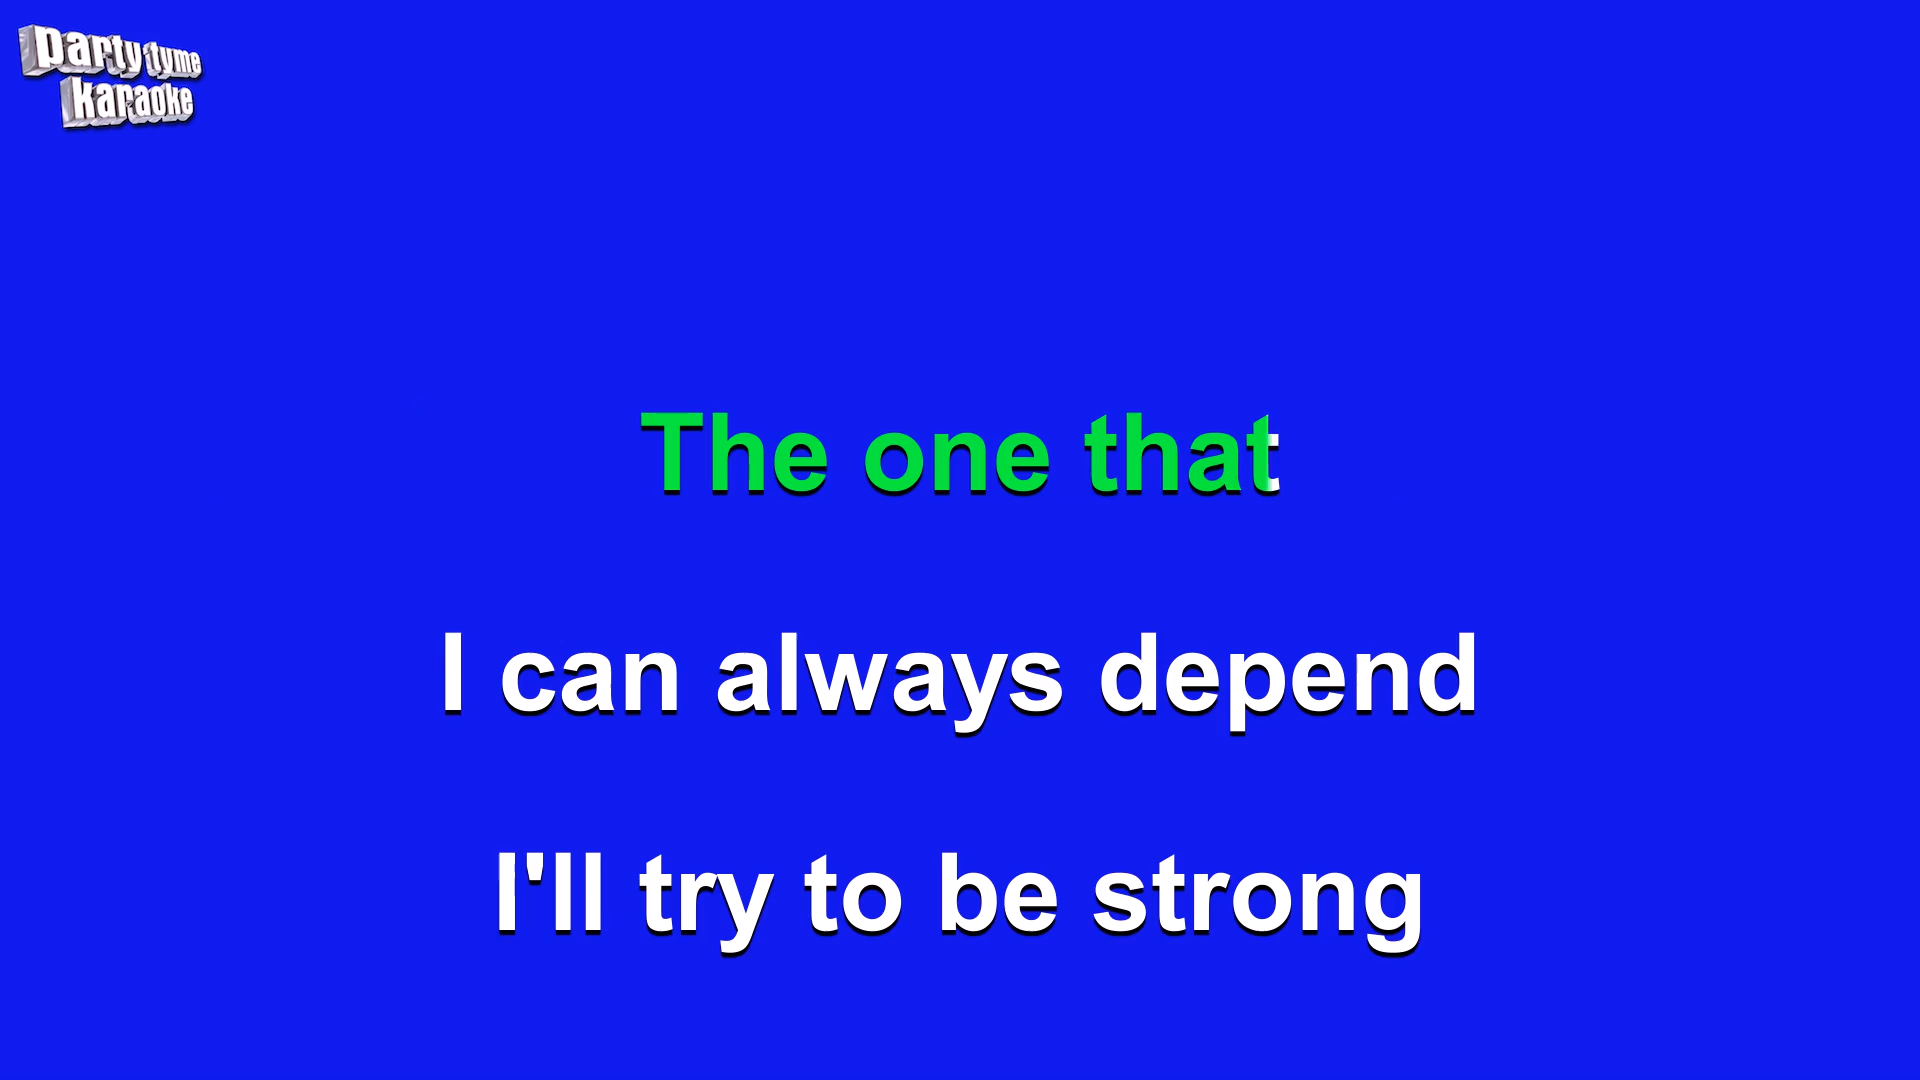 party tyme
karaoke
The one that
I can always depend
I'll try to be strong